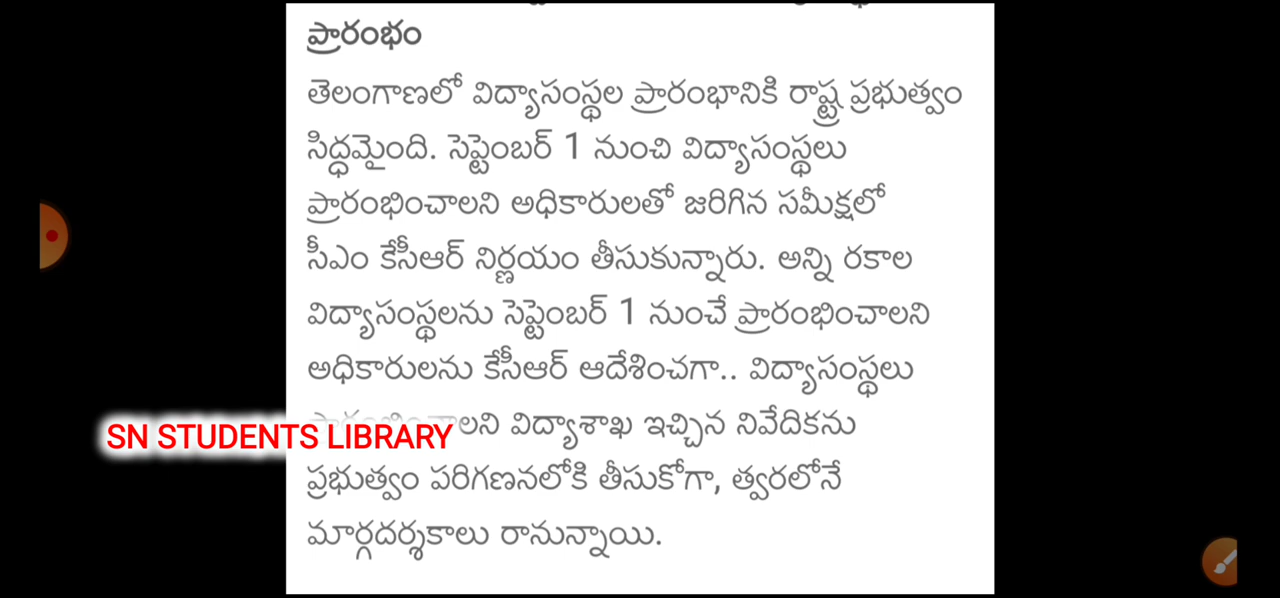 ప్రారంభం
తెలంగాణలో విద్యాసంస్థల ప్రారంభానికి రాష్ట్ర ప్రభుత్వం
సిద్ధమైంది. సెప్టెంబర్ 1 నుంచి విద్యాసంస్థలు
ప్రారంభించాలని అధికారులతో జరిగిన సమీక్షలో
సీఎం కేసీఆర్ నిర్ణయం తీసుకున్నారు. అన్ని రకాల
విద్యాసంస్థలను సెప్టెంబర్ 1 నుంచే ప్రారంభించాలని
అధికారులను కేసీఆర్ ఆదేశించగా.. విద్యాసంస్థలు
విద్యాశాఖ ఇచ్చిన నివేదికను
SN STUDENTS LIBRARY
ప్రభుత్వం పరిగణనలోకి తీసుకోగా, త్వరలోనే
మార్గదర్శకాలు రానున్నాయి.